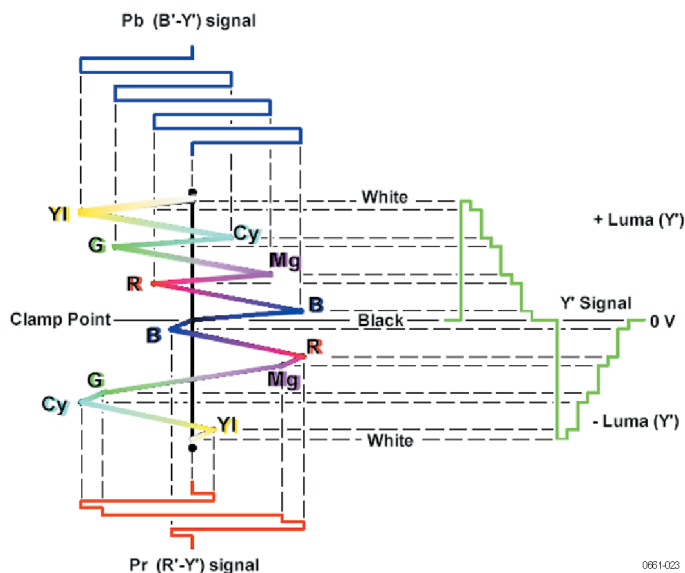 Pb (B'-Y') signal
White
Yl
+ Luma (Y')
Cy
G
Mg
R
B
Y' Signal
Clamp Point
Black
0 V
B
R
G
Mg
Cy
Yl
- Luma (Y')
White
Pr (R'-Y') signal
0661-023